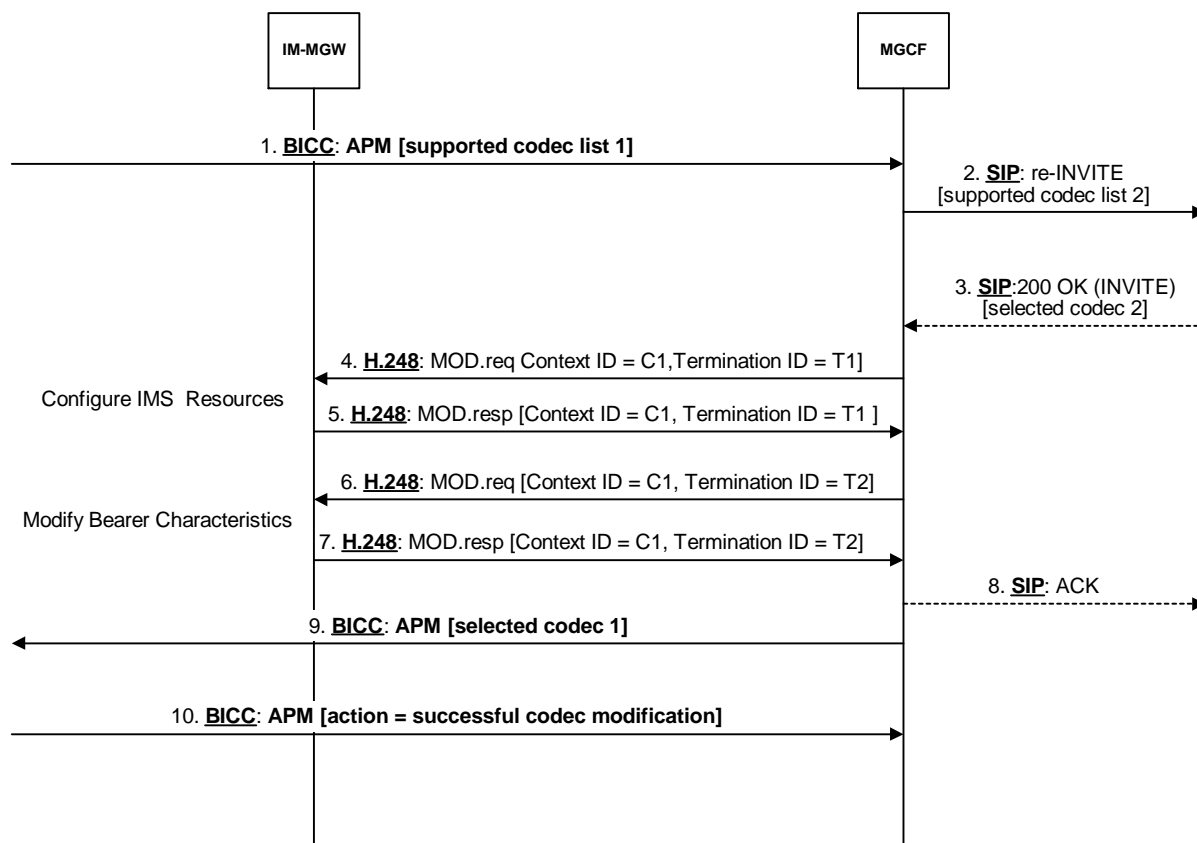 IM-MGW
MGCF
1. BICC: APM [supported codec list 1]
2. SIP: re-INVITE
[supported codec list 2]
3. SIP:200 OK (INVITE)
[selected codec 2]
4. H.248: MOD.req Context ID = C1,Termination ID = T1]
Configure IMS Resources
5. H.248: MOD.resp [Context ID = C1, Termination ID = T1 ]
6. H.248: MOD.req [Context ID = C1, Termination ID = T2]
Modify Bearer Characteristics
7. H.248: MOD.resp [Context ID = C1, Termination ID = T2]
8. SIP: ACK
9. BICC: APM [selected codec 1]
10. BICC: APM [action = successful codec modification]